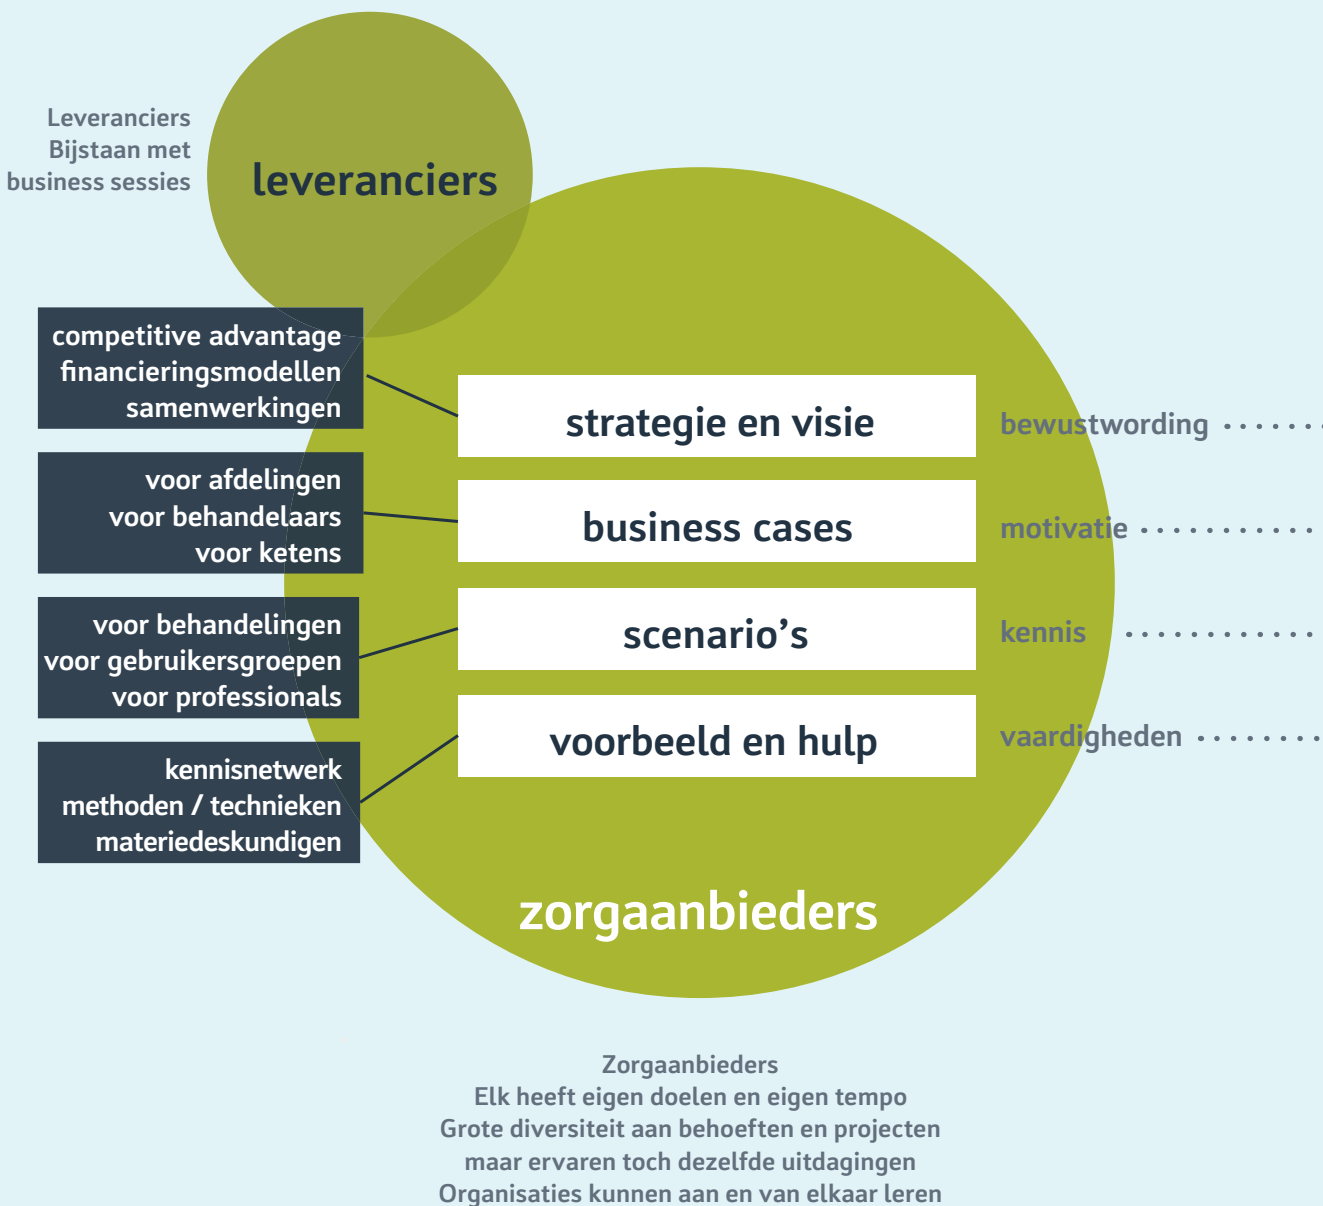 Leveranciers
Bijstaan met
business sessies
leveranciers
competitive advantage
financieringsmodellen
samenwerkingen
strategie en visie
bewustwording
voor afdelingen
voor behandelaars
voor ketens
business cases
motivatie
voor behandelingen
voor gebruikersgroepen
voor professionals
scenario’s
kennis
kennisnetwerk
methoden / technieken
materiedeskundigen
voorbeeld en hulp
vaardigheden
zorgaanbieders
Zorgaanbieders
Elk heeft eigen doelen en eigen tempo
Grote diversiteit aan behoeften en projecten
maar ervaren toch dezelfde uitdagingen
Organisaties kunnen aan en van elkaar leren